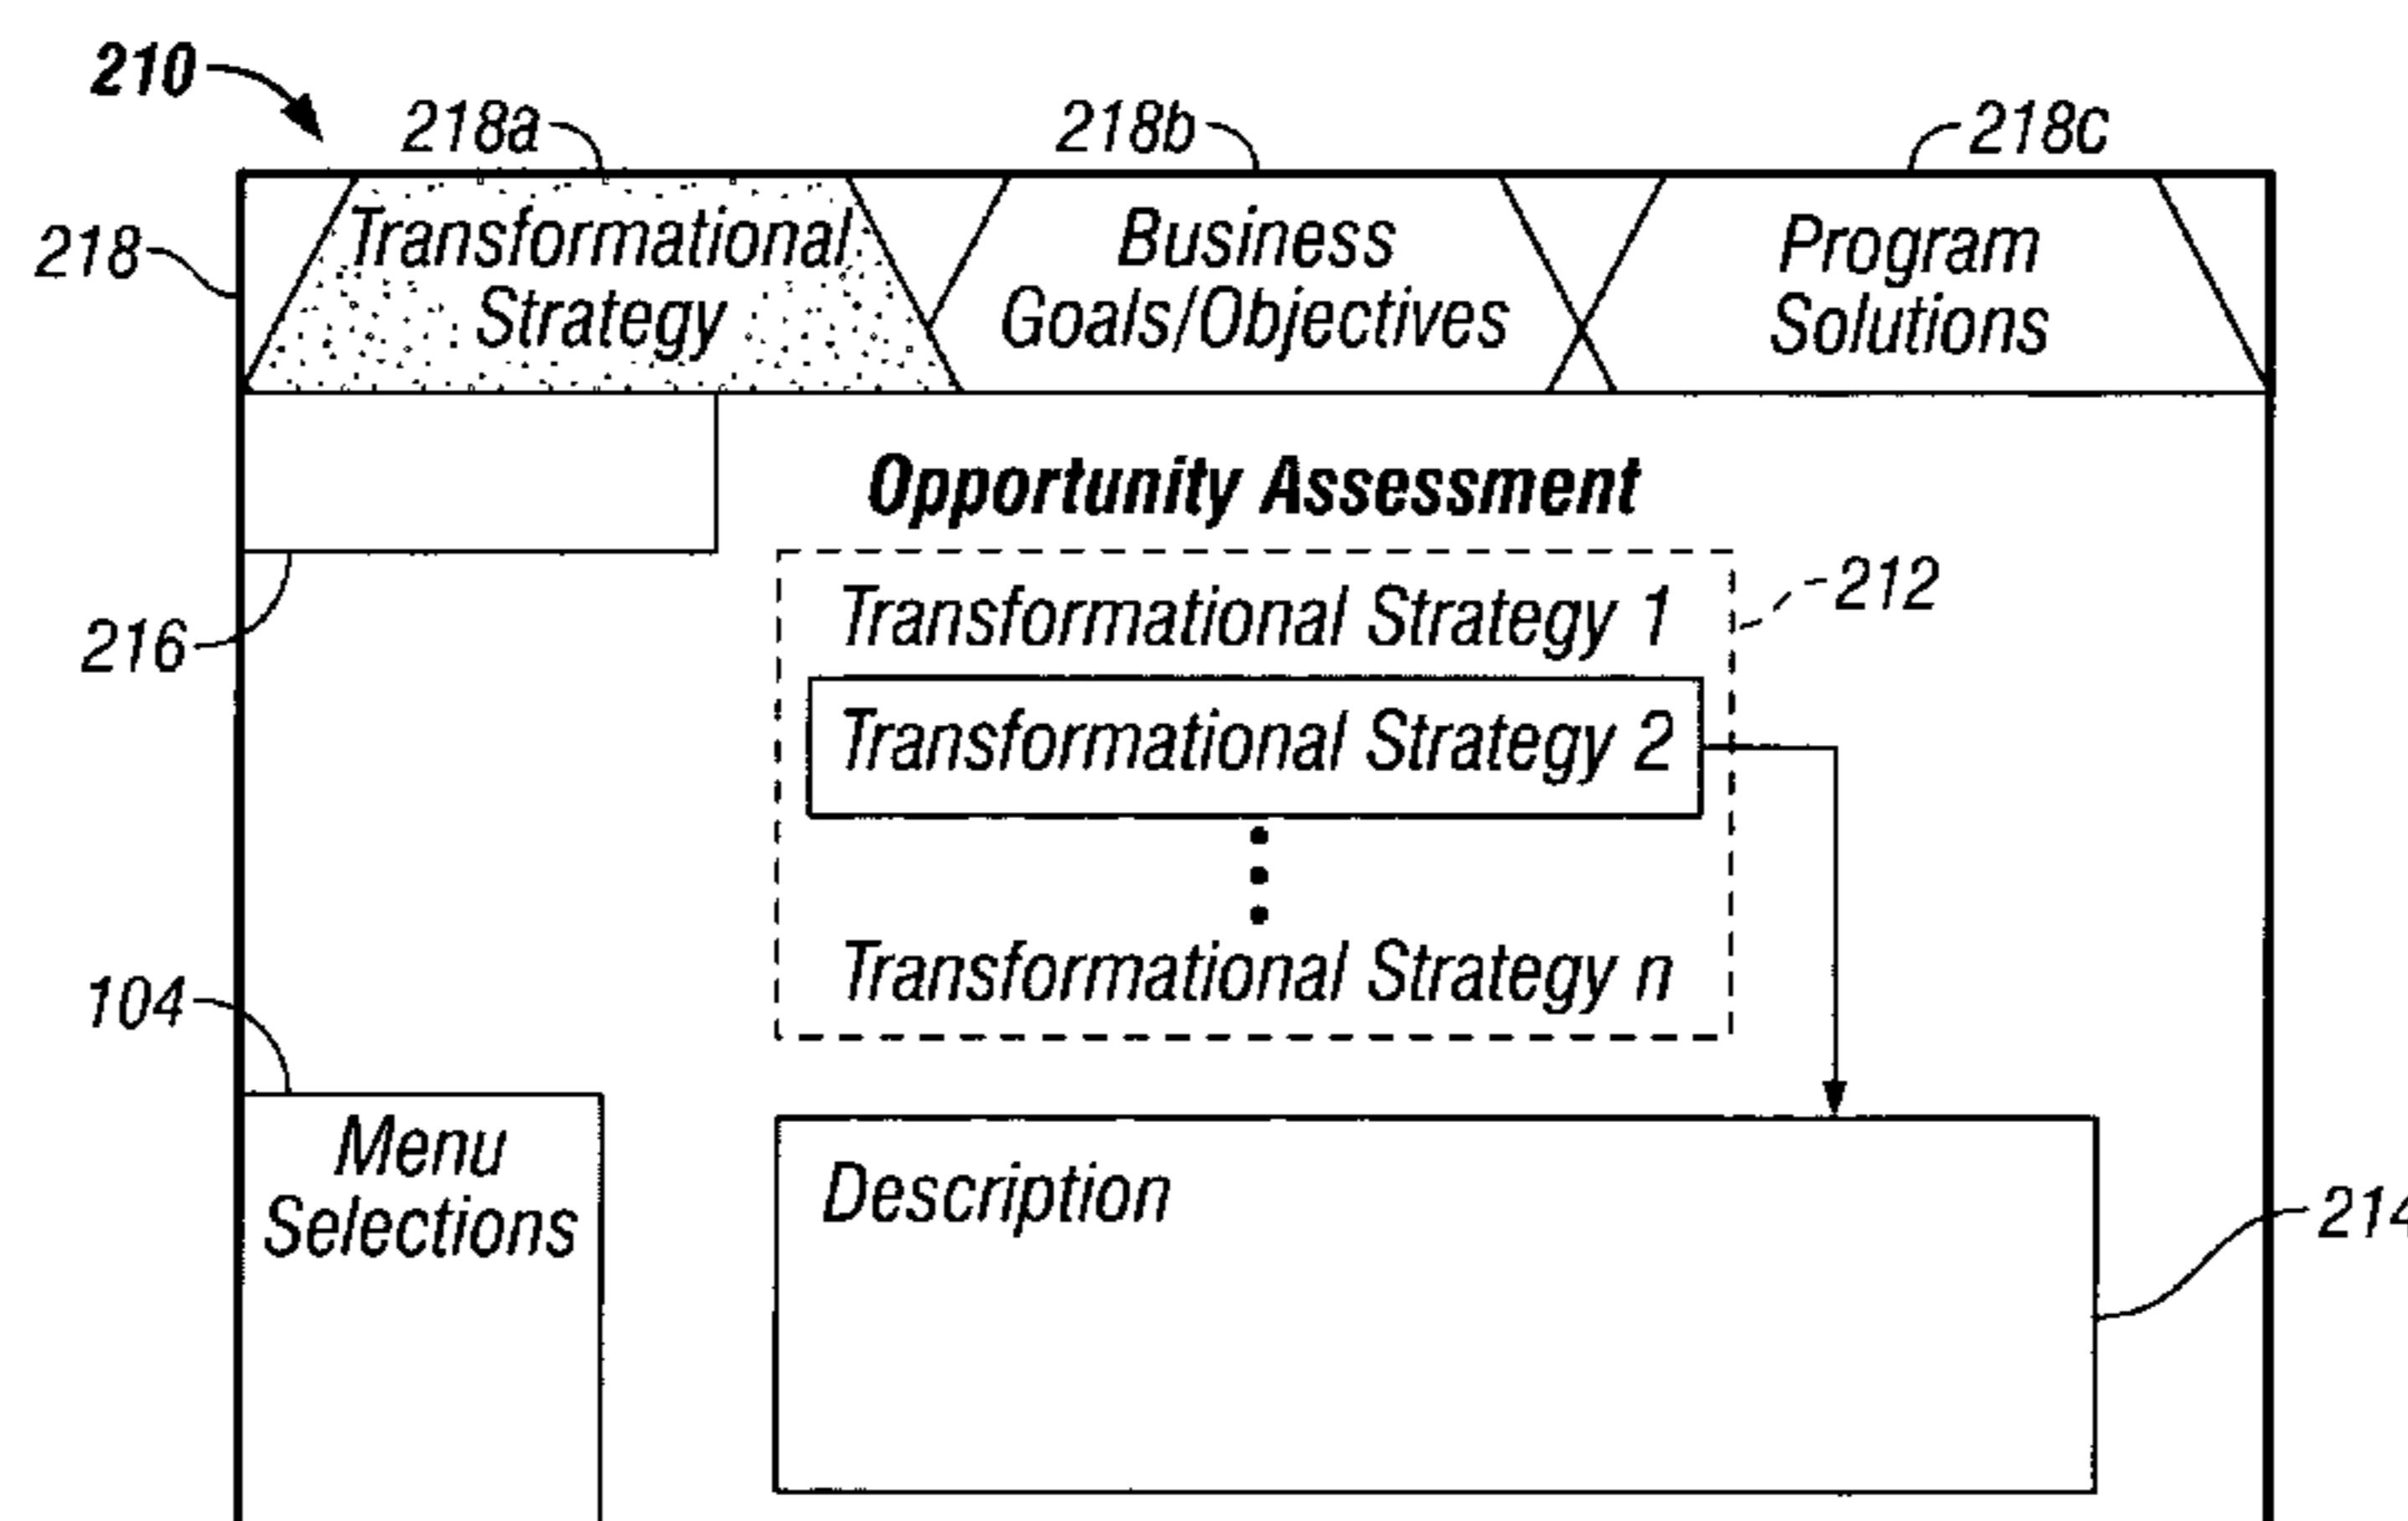 210
218a
218b
218c
218
Transformational
Strategy
Business
Goals/Objectives
Program
Solutions
Opportunity Assessment
216
212
Transformational Strategy 1
Transformational Strategy 2
Transformational Strategy n
104
Menu
Selections
Description
214